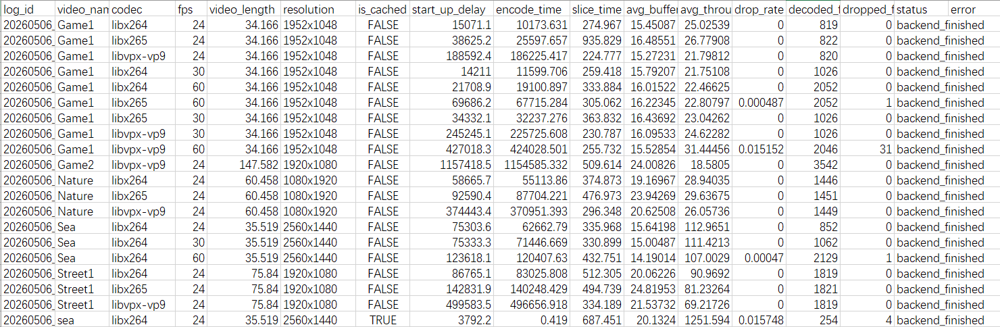 log_id video_nam codec fps video_length resolution is_cached start_up_delay encode_time slice_time avg_buffer avg_throu drop_rate decoded_f dropped_f status error
20260506_ Game1 libx264 24 34.166 1952x1048 FALSE 15071.1 10173.631 274.967 15.45087 25.02539 0 819 0 backend_finished
20260506_ Game1 libx265 24 34.166 1952x1048 FALSE 38625.2 25597.657 935.829 16.48551 26.77908 0 822 0 backend_finished
20260506_ Game1 libvpx-vp9 24 34.166 1952x1048 FALSE 188592.4 186225.417 224.777 15.27231 21.79812 0 820 0 backend_finished
20260506_ Game1 libx264 30 34.166 1952x1048 FALSE 14211 11599.706 259.418 15.79207 21.75108 0 1026 0 backend_finished
20260506_ Game1 libx264 60 34.166 1952x1048 FALSE 21708.9 19100.897 333.884 16.01522 22.46625 0 2052 0 backend_finished
20260506_ Game1 libx265 60 34.166 1952x1048 FALSE 69686.2 67715.284 305.062 16.22345 22.80797 0.000487 2052 1 backend_finished
20260506_ Game1 libx265 30 34.166 1952x1048 FALSE 34332.1 32237.276 363.832 16.43692 23.04262 0 1026 0 backend_finished
20260506_ Game1 libvpx-vp9 30 34.166 1952x1048 FALSE 245245.1 225725.608 230.787 16.09533 24.62282 0 1026 0 backend_finished
20260506_ Game1 libvpx-vp9 60 34.166 1952x1048 FALSE 427018.3 424028.501 255.732 15.52854 31.44456 0.015152 2046 31 backend_finished
20260506_ Game2 libvpx-vp9 24 147.582 1920x1080 FALSE 1157418.5 1154585.332 509.614 24.00826 18.5805 0 3542 0 backend_finished
20260506_ Nature libx264 24 60.458 1080x1920 FALSE 58665.7 55113.86 374.873 19.16967 28.94035 0 1446 0 backend_finished
20260506_ Nature libx265 24 60.458 1080x1920 FALSE 92590.4 87704.221 476.973 23.94269 29.63675 0 1451 0 backend_finished
20260506_ Nature libvpx-vp9 24 60.458 1080x1920 FALSE 374443.4 370951.393 296.348 20.62508 26.05736 0 1449 0 backend_finished
20260506_ Sea libx264 24 35.519 2560x1440 FALSE 75303.6 62662.79 335.968 15.64198 112.9651 0 852 0 backend_finished
20260506_ Sea libx264 30 35.519 2560x1440 FALSE 75333.3 71446.669 330.899 15.00487 111.4213 0 1062 0 backend_finished
20260506_ Sea libx264 60 35.519 2560x1440 FALSE 123618.1 120407.63 432.751 14.19014 107.0029 0.00047 2129 1 backend_finished
20260506_ Street1 libx264 24 75.84 1920x1080 FALSE 86765.1 83025.808 512.305 20.06226 90.9692 0 1819 0 backend_finished
20260506_ Street1 libx265 24 75.84 1920x1080 FALSE 142831.9 140248.429 494.739 24.81953 81.23264 0 1821 0 backend_finished
20260506_ Street1 libvpx-vp9 24 75.84 1920x1080 FALSE 499583.5 496656.918 334.189 21.53732 69.21726 0 1819 0 backend_finished
20260506_ sea libx264 24 35.519 2560x1440 TRUE 3792.2 0.419 687.451 20.1324 1251.594 0.015748 254 4 backend_finished